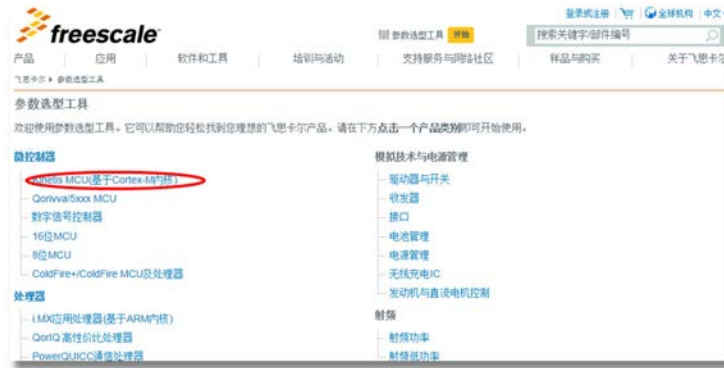 freescale
登录或注册 全球机构 中文
参数选型工具 开始
搜索关键字/部件编号
产品 应用 软件和工具 培训与活动 支持服务与网络社区 样品与购买 关于飞思卡尔
飞思卡尔 ▸ 参数选型工具
参数选型工具
欢迎使用参数选型工具。它可以帮助您轻松找到您理想的飞思卡尔产品。请在下方点击一个产品类别即可开始使用。
微控制器
Kinetis MCU(基于Cortex-M内核)
Qorivva/5xxx MCU
数字信号控制器
16位MCU
8位MCU
ColdFire+/ColdFire MCU及处理器
处理器
i.MX应用处理器(基于ARM内核)
QorIQ 高性价比处理器
PowerQUICC通信处理器
模拟技术与电源管理
驱动器与开关
收发器
接口
电池管理
电源管理
无线充电IC
发动机与直流电机控制
射频
射频功率
射频低功率